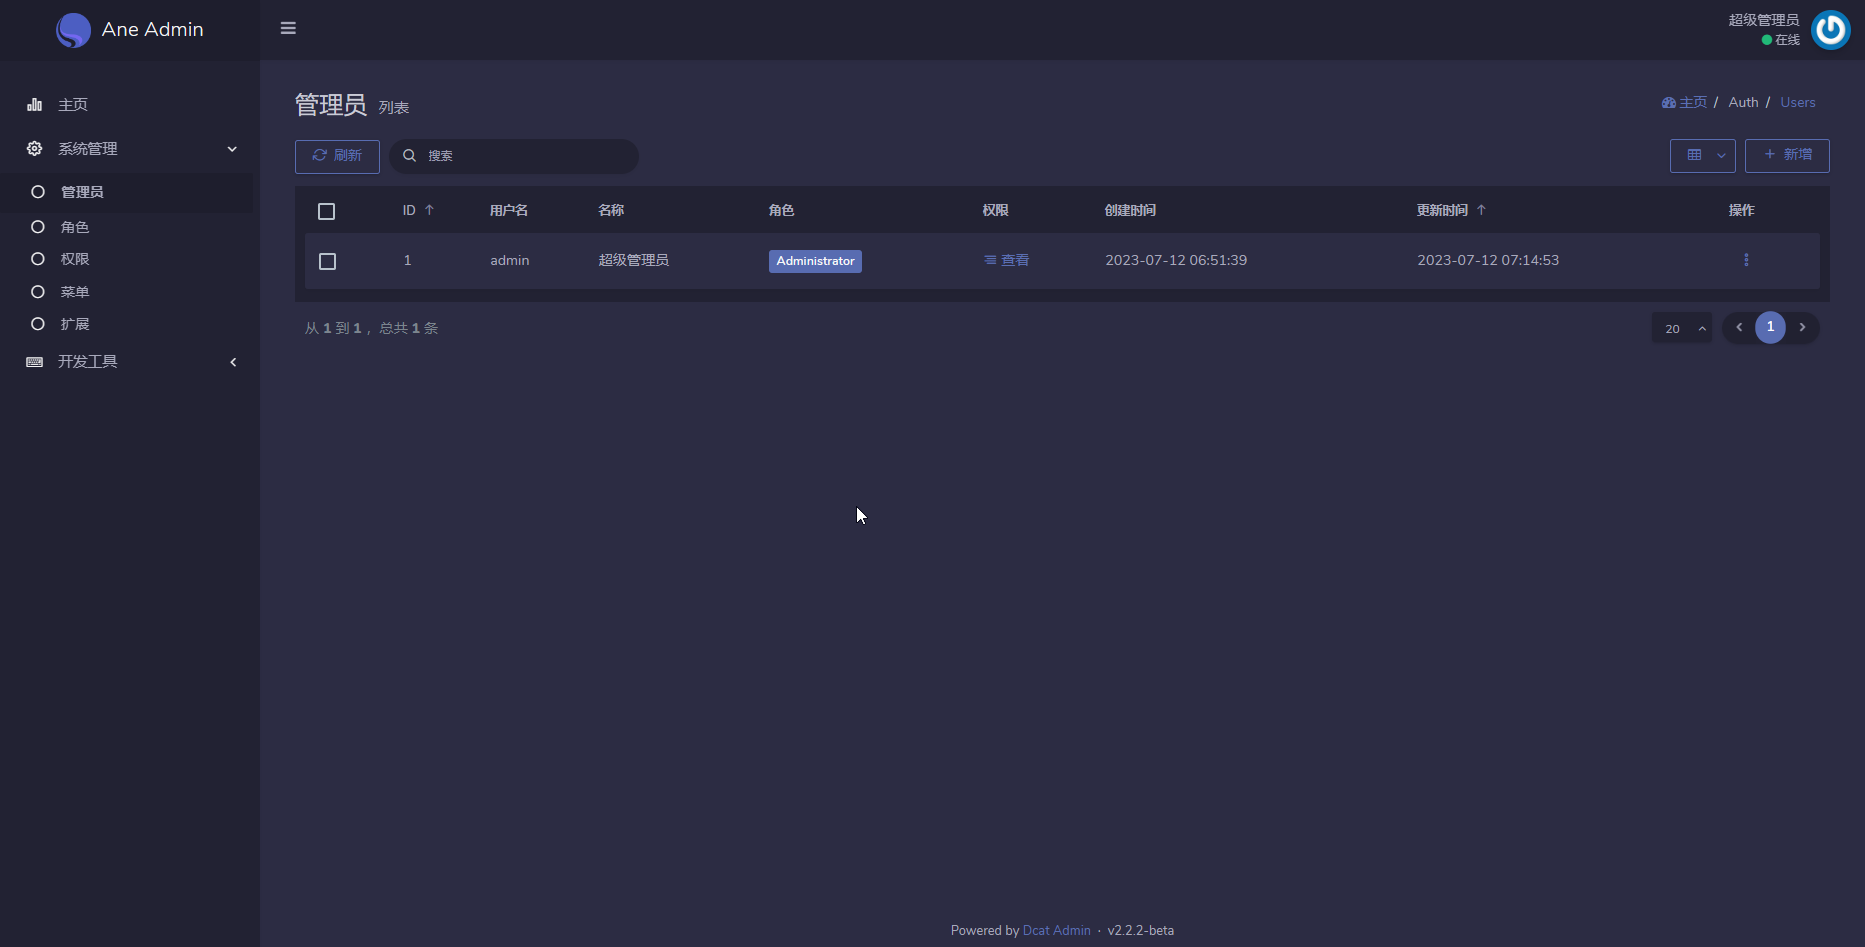 Ane Admin
超级管理员
在线
主页
系统管理
管理员
角色
权限
菜单
扩展
开发工具
管理员 列表
主页 / Auth / Users
刷新
搜索
+ 新增
ID 用户名 名称 角色 权限 创建时间 更新时间 操作
1 admin 超级管理员 Administrator 查看 2023-07-12 06:51:39 2023-07-12 07:14:53
从 1 到 1 ，总共 1 条
20
1
Powered by Dcat Admin · v2.2.2-beta